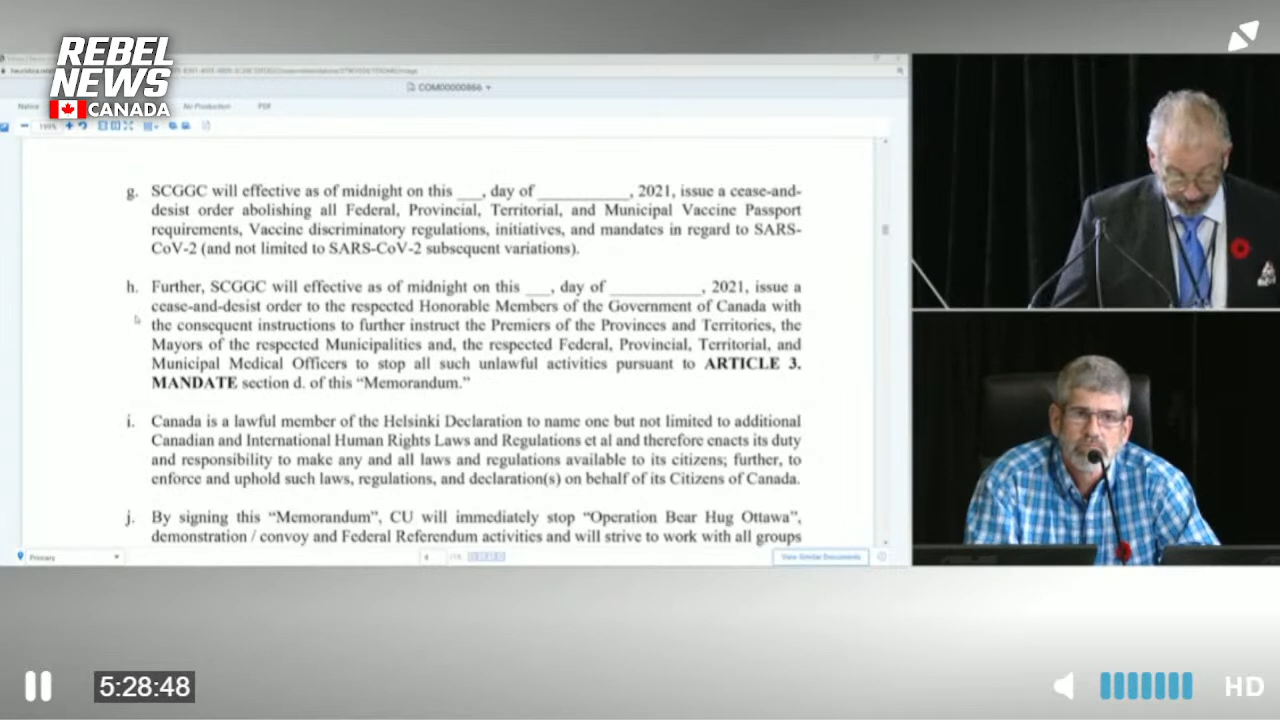 REBEL
NEWS
CANADA
COM00000866
Native
No Production
PDF
199%
g. SCGGC will effective as of midnight on this ___, day of __________, 2021, issue a cease-and-
desist order abolishing all Federal, Provincial, Territorial, and Municipal Vaccine Passport
requirements, Vaccine discriminatory regulations, initiatives, and mandates in regard to SARS-
CoV-2 (and not limited to SARS-CoV-2 subsequent variations).
h. Further, SCGGC will effective as of midnight on this ___, day of __________, 2021, issue a
cease-and-desist order to the respected Honorable Members of the Government of Canada with
the consequent instructions to further instruct the Premiers of the Provinces and Territories, the
Mayors of the respected Municipalities and, the respected Federal, Provincial, Territorial, and
Municipal Medical Officers to stop all such unlawful activities pursuant to ARTICLE 3.
MANDATE section d. of this “Memorandum.”
i. Canada is a lawful member of the Helsinki Declaration to name one but not limited to additional
Canadian and International Human Rights Laws and Regulations et al and therefore enacts its duty
and responsibility to make any and all laws and regulations available to its citizens; further, to
enforce and uphold such laws, regulations, and declaration(s) on behalf of its Citizens of Canada.
j. By signing this “Memorandum”, CU will immediately stop “Operation Bear Hug Ottawa”,
demonstration / convoy and Federal Referendum activities and will strive to work with all groups
Primary
View Similar Documents
5:28:48
HD